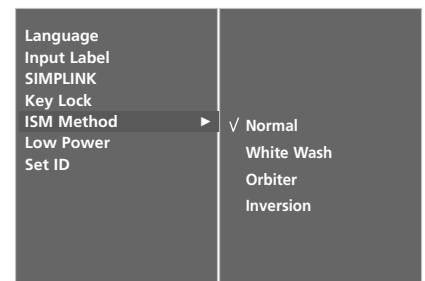 Language
Input Label
SIMPLINK
Key Lock
ISM Method ►
Low Power
Set ID
√ Normal
White Wash
Orbiter
Inversion